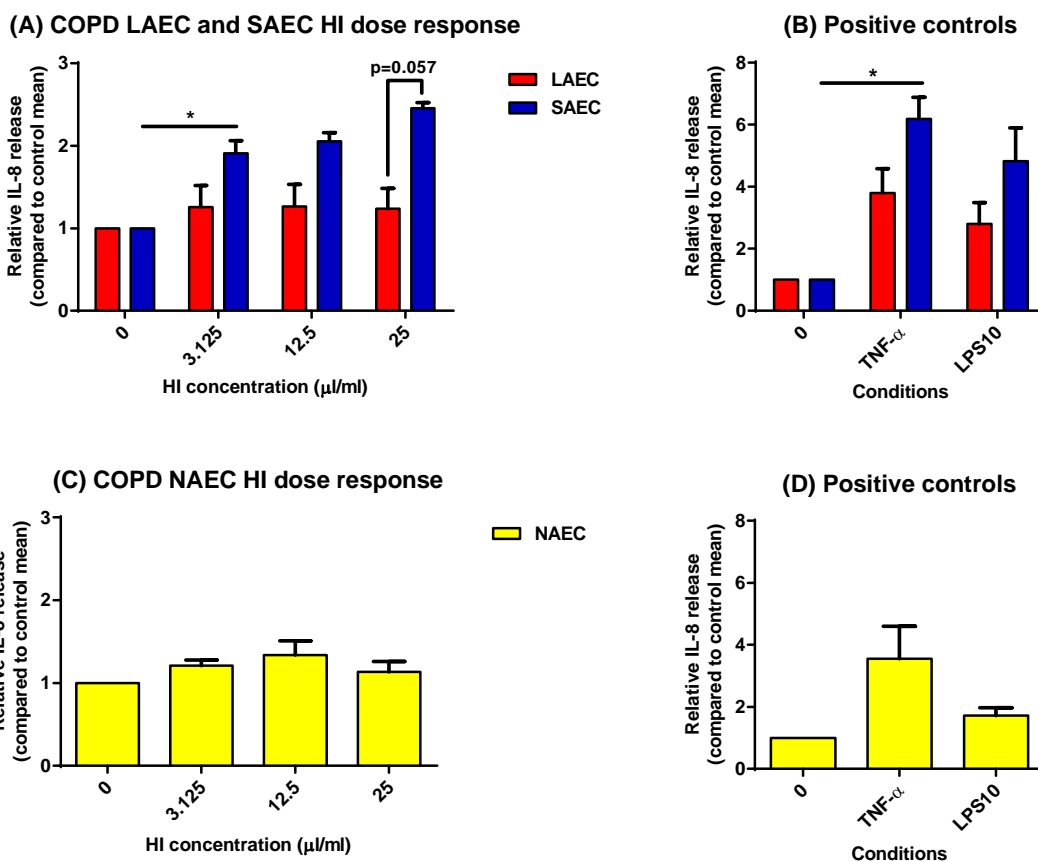 (A) COPD LAEC and SAEC HI dose response
Relative IL-8 release
(compared to control mean)
3
2
1
0
*
p=0.057
0
3.125
12.5
25
HI concentration (μl/ml)
LAEC
SAEC
(B) Positive controls
Relative IL-8 release
(compared to control mean)
8
6
4
2
0
*
0
TNF-α
LPS10
Conditions
(C) COPD NAEC HI dose response
Relative IL-8 release
(compared to control mean)
3
2
1
0
0
3.125
12.5
25
HI concentration (μl/ml)
NAEC
(D) Positive controls
Relative IL-8 release
(compared to control mean)
8
6
4
2
0
0
TNF-α
LPS10
Conditions